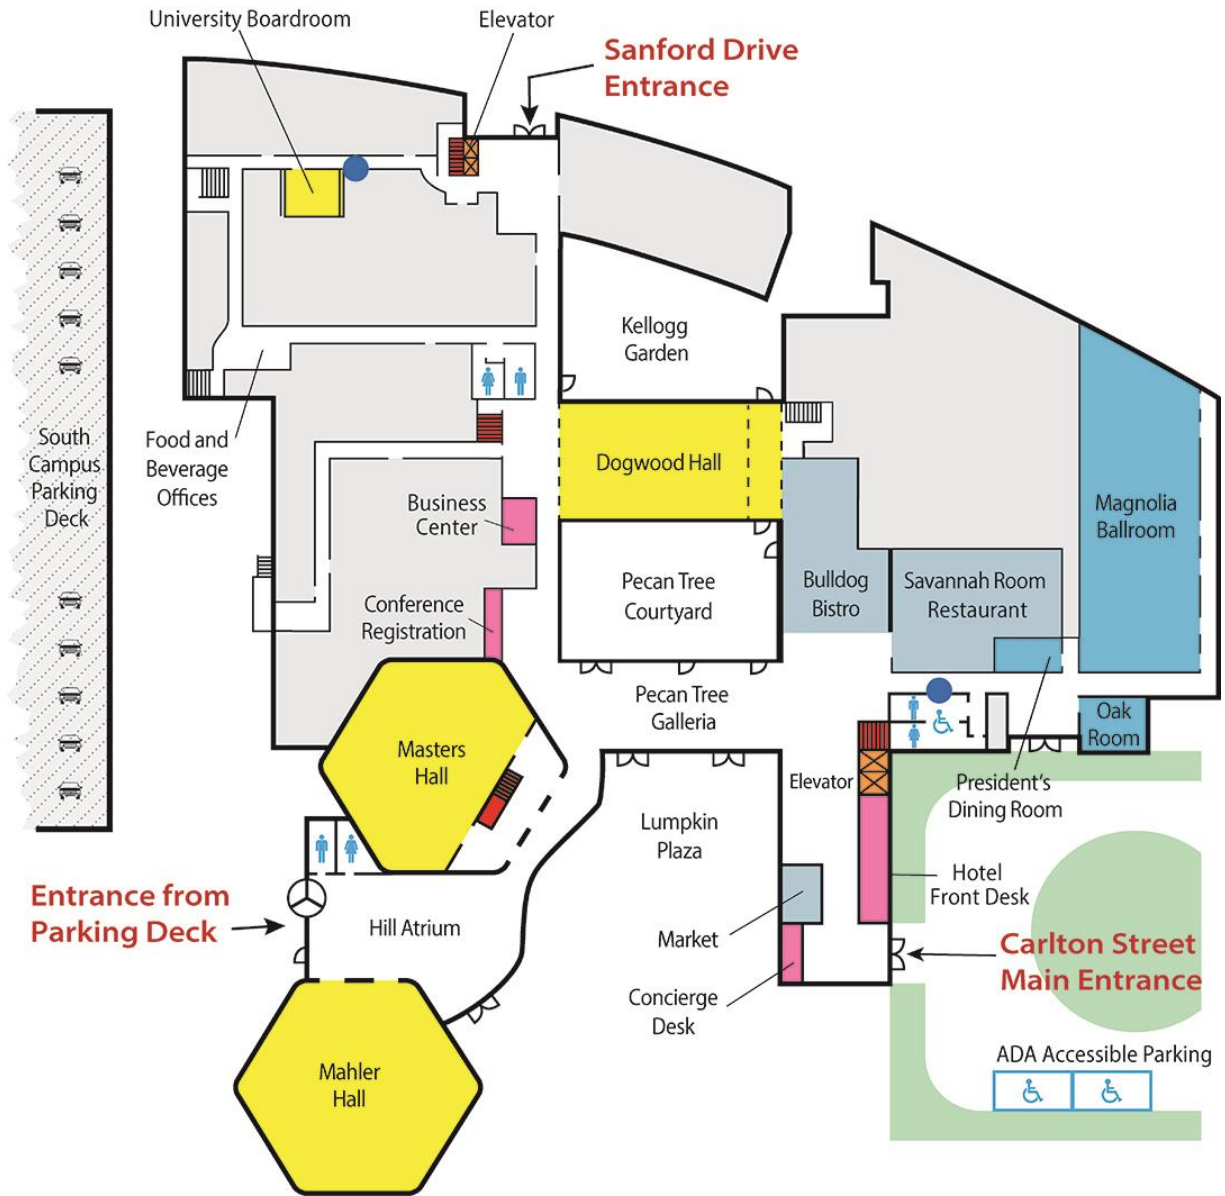 University Boardroom
Elevator
Sanford Drive
Entrance
Kellogg
Garden
South
Campus
Parking
Deck
Food and
Beverage
Offices
Dogwood Hall
Business
Center
Magnolia
Ballroom
Pecan Tree
Courtyard
Bulldog
Bistro
Savannah Room
Restaurant
Conference
Registration
Pecan Tree
Galleria
Oak
Room
Masters
Hall
Elevator
President's
Dining Room
Lumpkin
Plaza
Entrance from
Parking Deck
Hill Atrium
Hotel
Front Desk
Market
Carlton Street
Main Entrance
Concierge
Desk
ADA Accessible Parking
Mahler
Hall